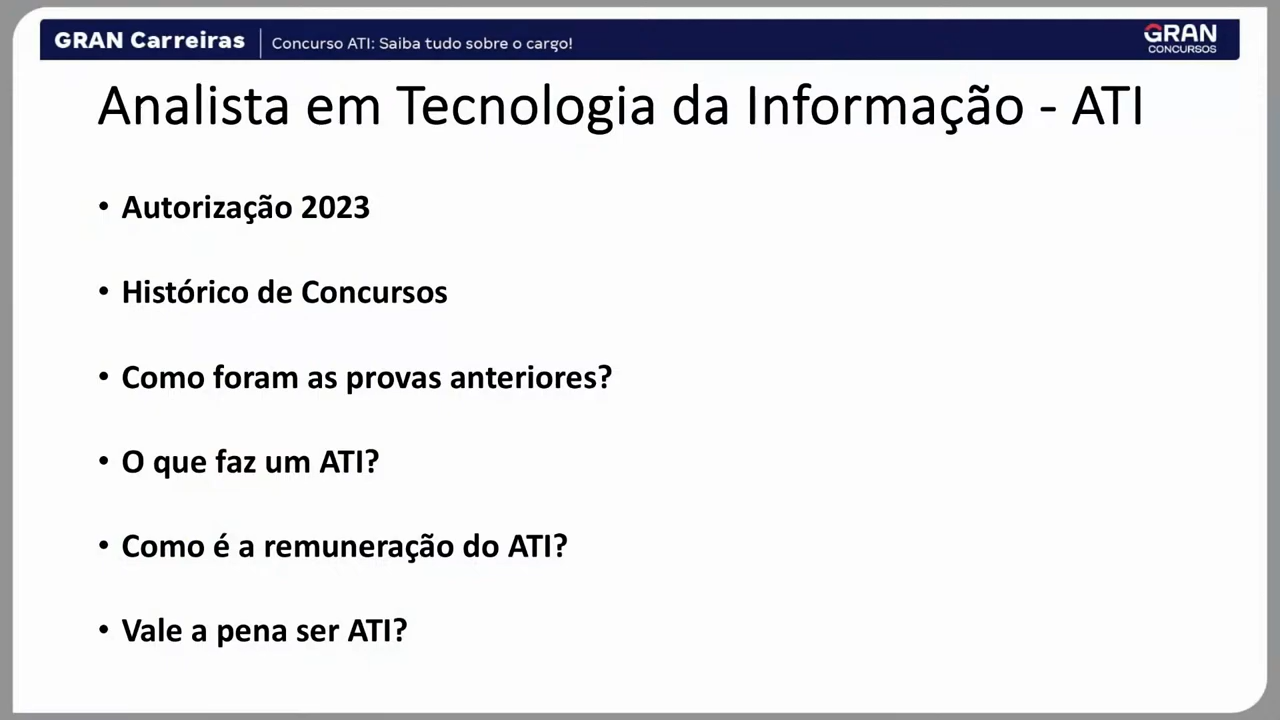 GRAN Carreiras
Concurso ATI: Saiba tudo sobre o cargo!
GRAN
CONCURSOS
Analista em Tecnologia da Informação - ATI
• Autorização 2023
• Histórico de Concursos
• Como foram as provas anteriores?
• O que faz um ATI?
• Como é a remuneração do ATI?
• Vale a pena ser ATI?